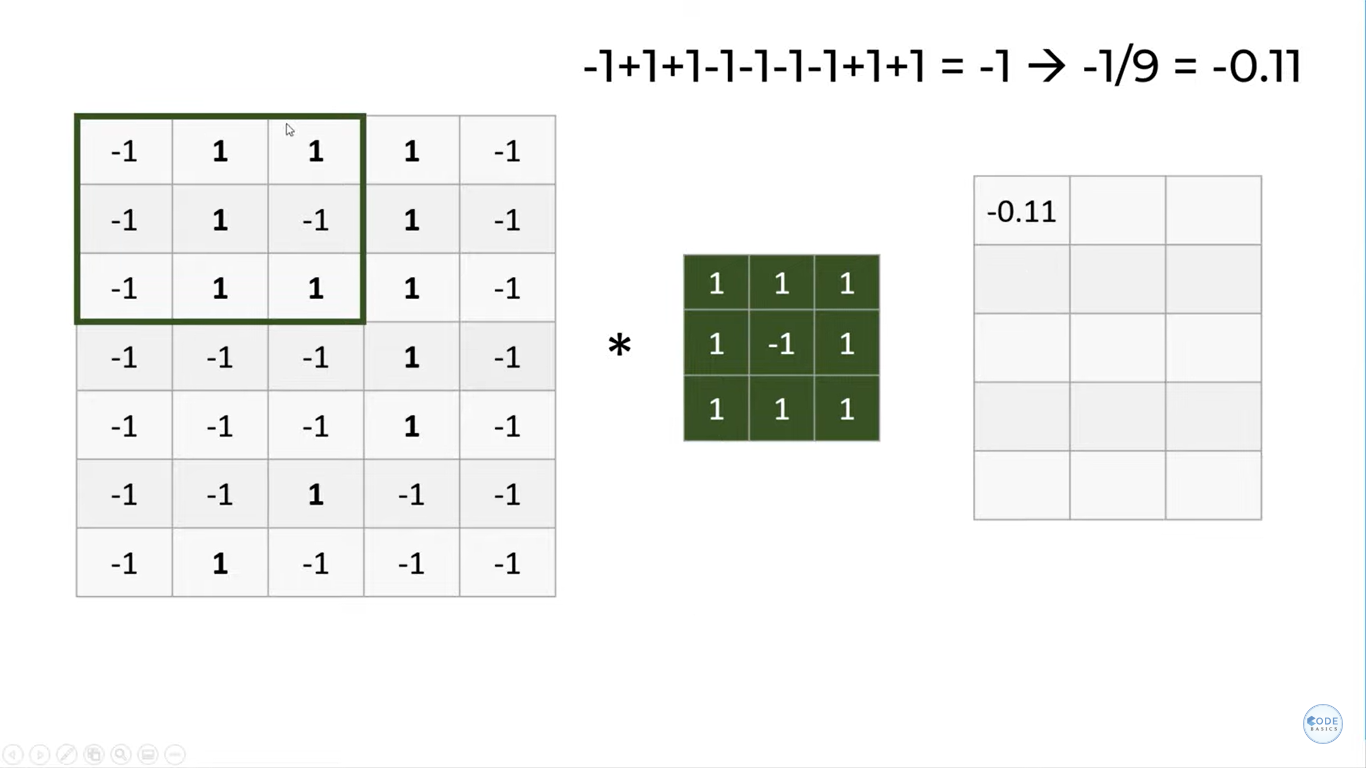 -1+1+1-1-1-1-1+1+1 = -1 → -1/9 = -0.11
-1 1 1 1 -1
-1 1 -1 1 -1
-1 1 1 1 -1
-1 -1 -1 1 -1
-1 -1 -1 1 -1
-1 -1 1 -1 -1
-1 1 -1 -1 -1
*
1 1 1
1 -1 1
1 1 1
-0.11
CODE
BASICS